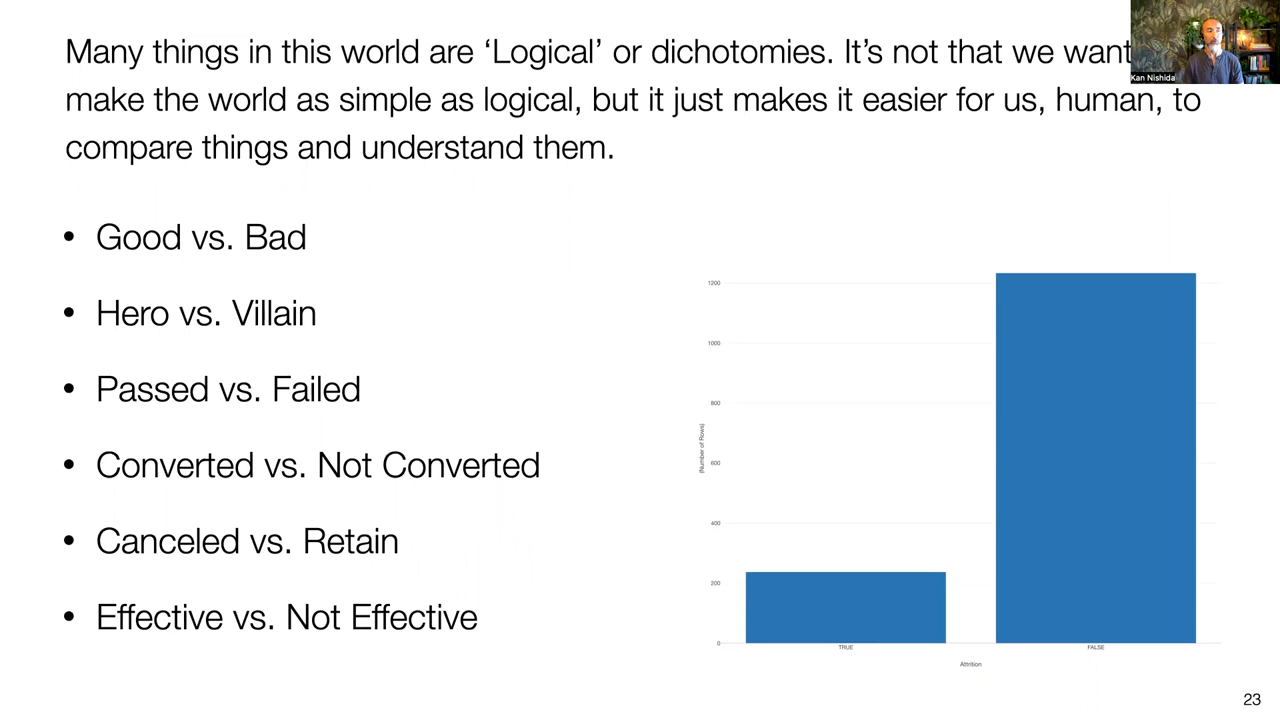 Many things in this world are ‘Logical’ or dichotomies. It’s not that we want
make the world as simple as logical, but it just makes it easier for us, human, to
compare things and understand them.
• Good vs. Bad
• Hero vs. Villain
• Passed vs. Failed
• Converted vs. Not Converted
• Canceled vs. Retain
• Effective vs. Not Effective
Kan Nishida
1200
1000
800
600
400
200
0
(Number of Rows)
TRUE
FALSE
Attrition
23